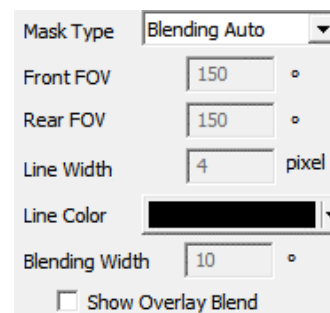 Mask Type Blending Auto
Front FOV 150 °
Rear FOV 150 °
Line Width 4 pixel
Line Color
Blending Width 10 °
Show Overlay Blend